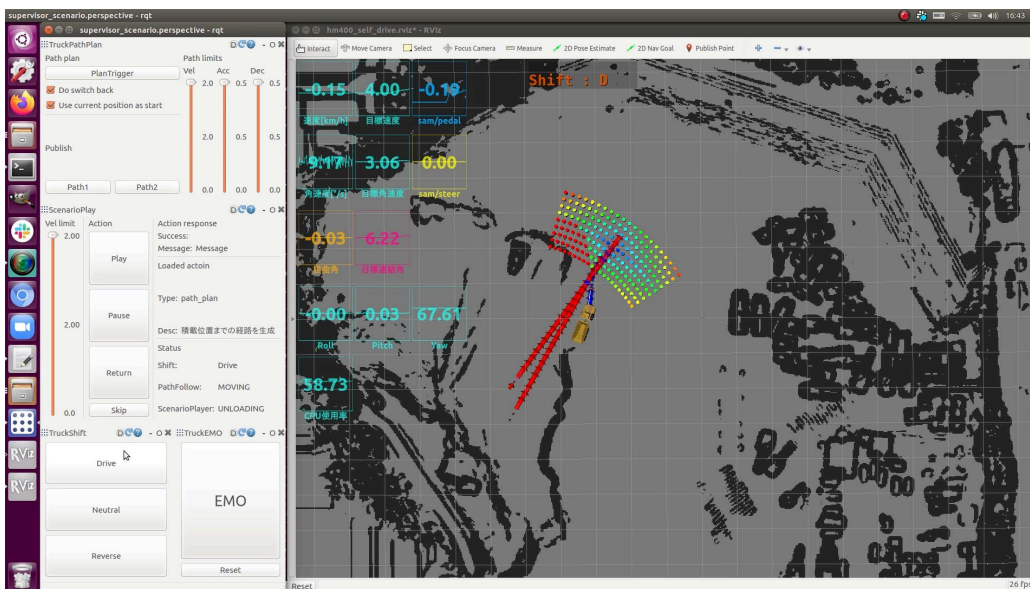 supervisor_scenario.perspective - rqt
16:43
supervisor_scenario.perspective - rqt
TruckPathPlan
Path plan
Path limits
PlanTrigger
Vel
Acc
Dec
Do switch back
2.0
0.5
0.5
Use current position as start
Publish
2.0
0.5
0.5
Path1
Path2
0.0
0.0
0.0
ScenarioPlay
Vel limit
Action
Action response
2.00
Play
Success:
Message: Message
Loaded actoin
Pause
Type: path_plan
2.00
Desc: 積載位置までの経路を生成
Return
Status
Shift:
Drive
PathFollow:
MOVING
0.0
Skip
ScenarioPlayer: UNLOADING
TruckShift
TruckEMO
Drive
Neutral
Reverse
EMO
Reset
hm400_self_drive.rviz* - RViz
Interact
Move Camera
Select
Focus Camera
Measure
2D Pose Estimate
2D Nav Goal
Publish Point
Shift : D
-0.15
4.00
-0.19
速度[km/h]
目標速度
sam/pedal
-9.17
3.06
0.00
角速度[°/s]
目標角速度
sam/steer
-0.03
-6.22
目標連結角
-0.00
-0.03
67.61
Roll
Pitch
Yaw
58.73
CPU使用率
RViz
RViz
Reset
26 fps